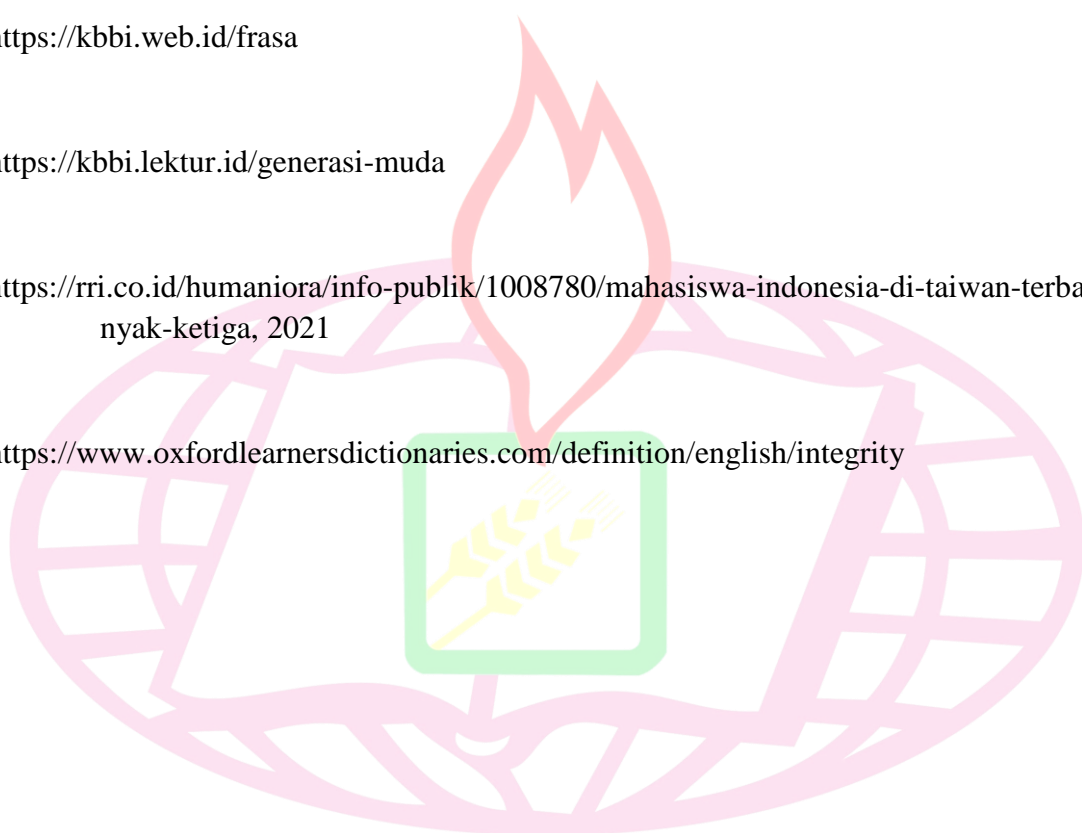 https://kbbi.web.id/frasa
https://kbbi.lektur.id/generasi-muda
https://rri.co.id/humaniora/info-publik/1008780/mahasiswa-indonesia-di-taiwan-terba
nyak-ketiga, 2021
https://www.oxfordlearnersdictionaries.com/definition/english/integrity